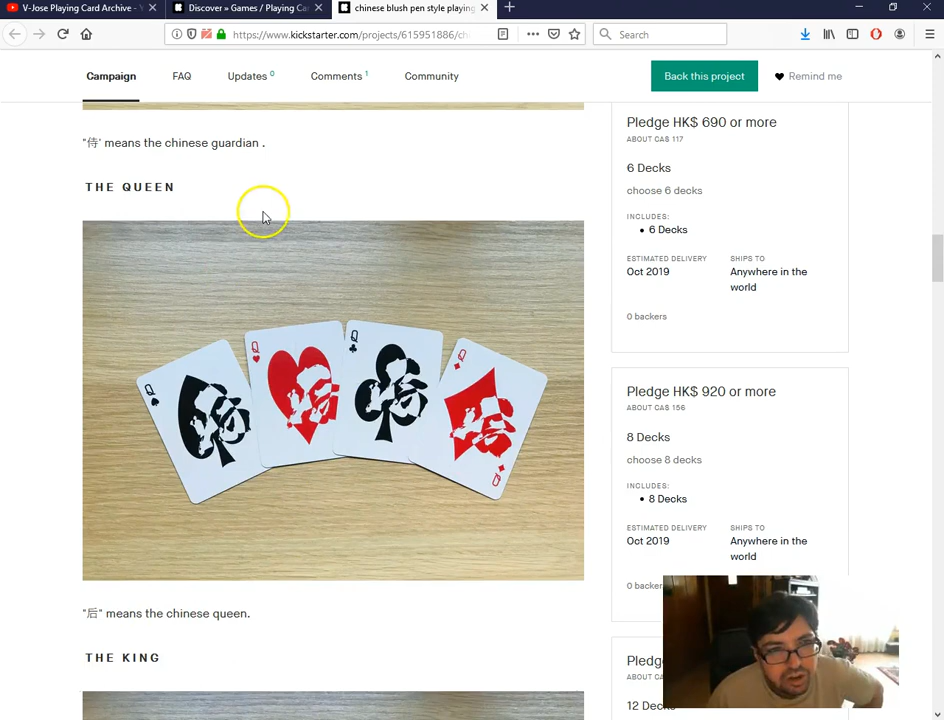 V-Jose Playing Card Archive -
Discover » Games / Playing Car
chinese blush pen style playing
https://www.kickstarter.com/projects/615951886/ch
Search
Campaign
FAQ
Updates 0
Comments 1
Community
Back this project
Remind me
"侍' means the chinese guardian .
THE QUEEN
Q
Q
Q
Q
Q
"后" means the chinese queen.
THE KING
Pledge HK$ 690 or more
ABOUT CA$ 117
6 Decks
choose 6 decks
INCLUDES:
• 6 Decks
ESTIMATED DELIVERY
SHIPS TO
Oct 2019
Anywhere in the
world
0 backers
Pledge HK$ 920 or more
ABOUT CA$ 156
8 Decks
choose 8 decks
INCLUDES:
• 8 Decks
ESTIMATED DELIVERY
SHIPS TO
Oct 2019
Anywhere in the
world
0 backe
Pledg
12 Dec